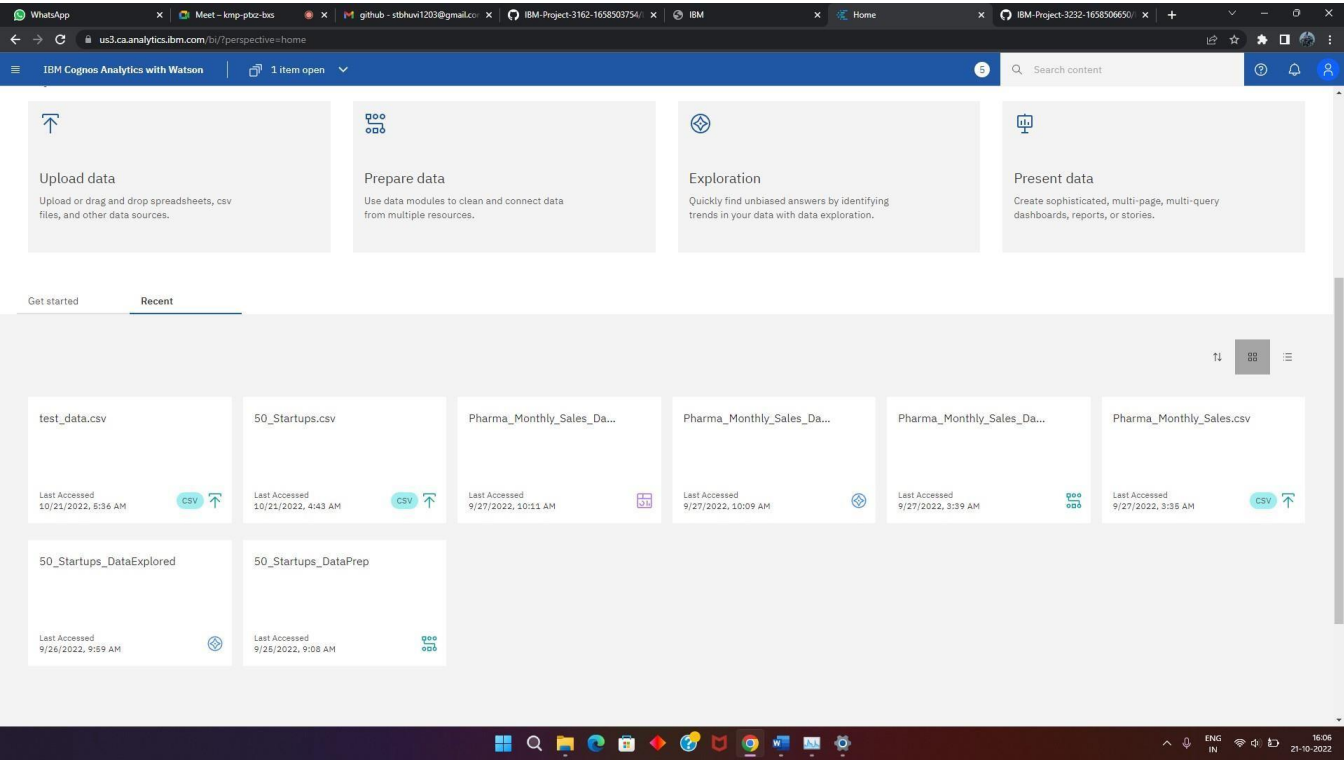 WhatsApp
Meet – kmp-ptxz-bxs
github - stbhuvi1203@gmail.co
IBM-Project-3162-1658503754/
IBM
Home
IBM-Project-3232-1658506650/
us3.ca.analytics.ibm.com/bi/?perspective=home
IBM Cognos Analytics with Watson
1 item open
5
Search content
Upload data
Upload or drag and drop spreadsheets, csv
files, and other data sources.
Prepare data
Use data modules to clean and connect data
from multiple resources.
Exploration
Quickly find unbiased answers by identifying
trends in your data with data exploration.
Present data
Create sophisticated, multi-page, multi-query
dashboards, reports, or stories.
Get started
Recent
test_data.csv
Last Accessed
10/21/2022, 5:36 AM
CSV
50_Startups.csv
Last Accessed
10/21/2022, 4:43 AM
CSV
Pharma_Monthly_Sales_Da...
Last Accessed
9/27/2022, 10:11 AM
Pharma_Monthly_Sales_Da...
Last Accessed
9/27/2022, 10:09 AM
Pharma_Monthly_Sales_Da...
Last Accessed
9/27/2022, 3:39 AM
Pharma_Monthly_Sales.csv
Last Accessed
9/27/2022, 3:35 AM
CSV
50_Startups_DataExplored
Last Accessed
9/26/2022, 9:59 AM
50_Startups_DataPrep
Last Accessed
9/25/2022, 9:08 AM
ENG
IN
16:06
21-10-2022